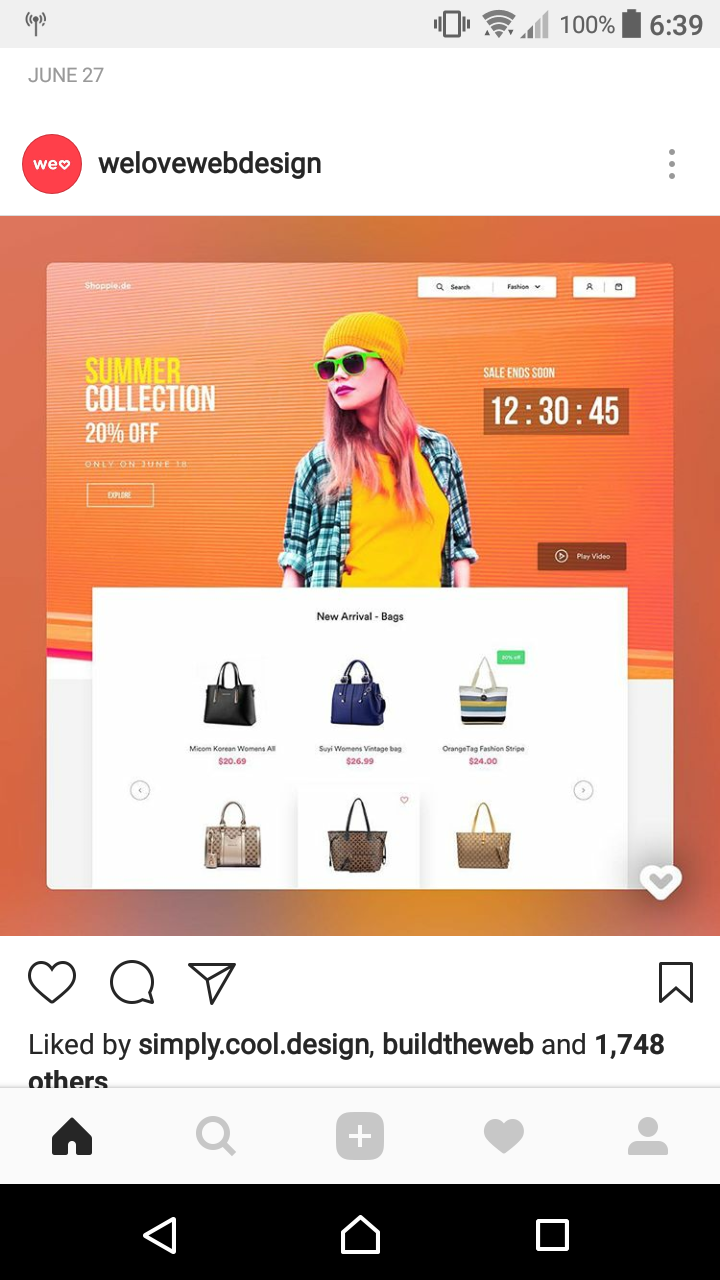 100% 6:39
JUNE 27
we
welovewebdesign
Shoppie.de
Search
Fashion
SUMMER
COLLECTION
20% OFF
ONLY ON JUNE 18
EXPLORE
SALE ENDS SOON
12 : 30 : 45
Play Video
New Arrival - Bags
20% off
Micom Korean Womens All
$20.69
Suyi Womens Vintage bag
$26.99
OrangeTag Fashion Stripe
$24.00
Liked by simply.cool.design, buildtheweb and 1,748
others